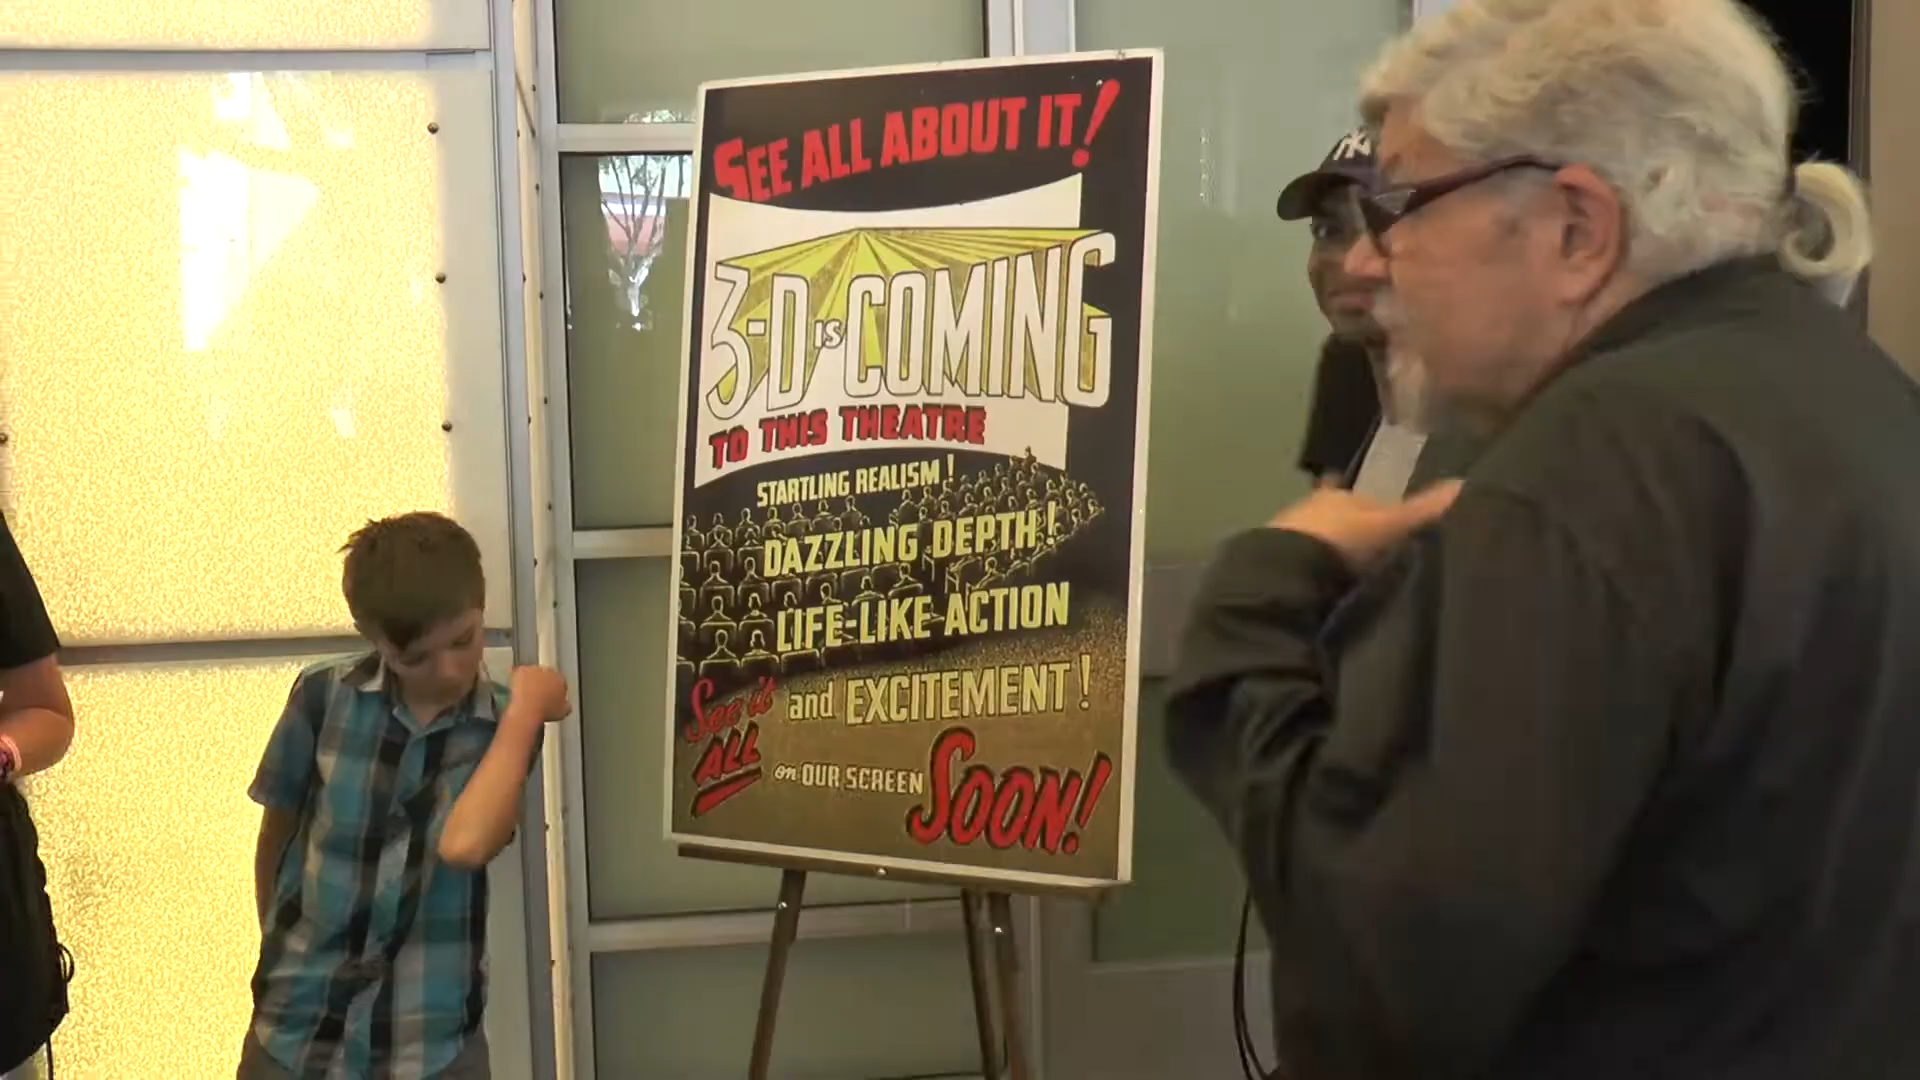 SEE ALL ABOUT IT!
3-D IS COMING
TO THIS THEATRE
STARTLING REALISM!
DAZZLING DEPTH!
LIFE-LIKE ACTION
and EXCITEMENT!
See it
ALL
on OUR SCREEN
SOON!
NY